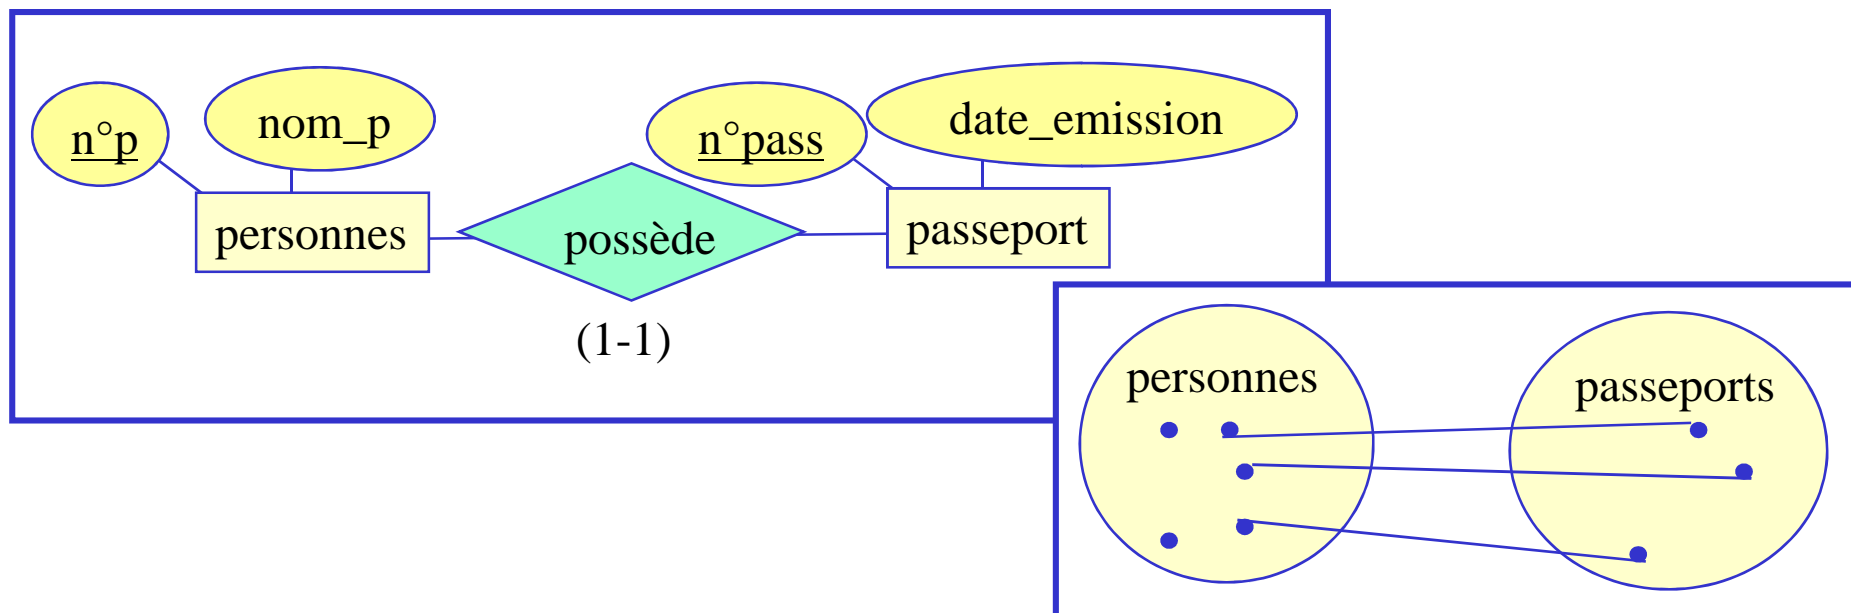 n°p
nom_p
n°pass
date_emission
personnes
possède
passeport
(1-1)
personnes
passeports